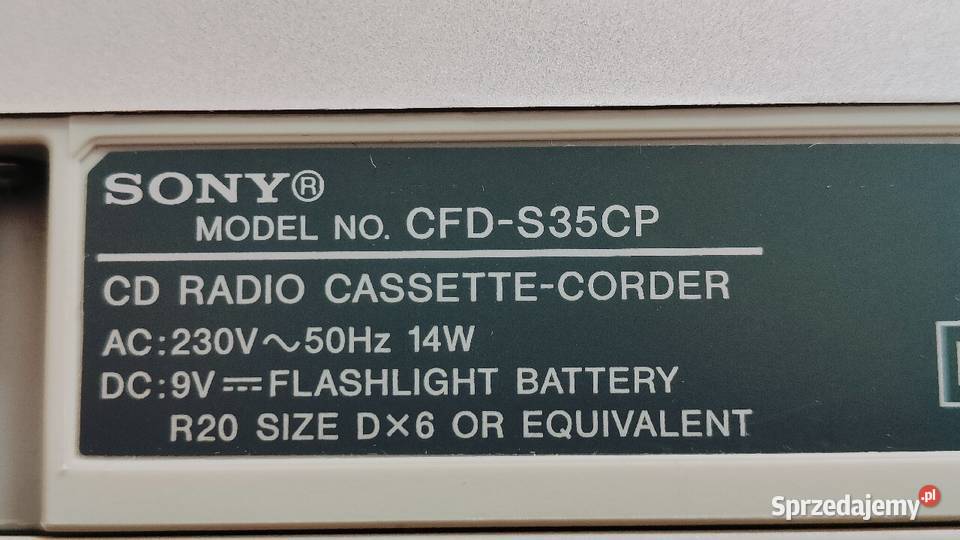 SONY®
MODEL NO. CFD-S35CP
CD RADIO CASSETTE-CORDER
AC:230V~50Hz 14W
DC:9V⎓FLASHLIGHT BATTERY
R20 SIZE D×6 OR EQUIVALENT
Sprzedajemy.pl